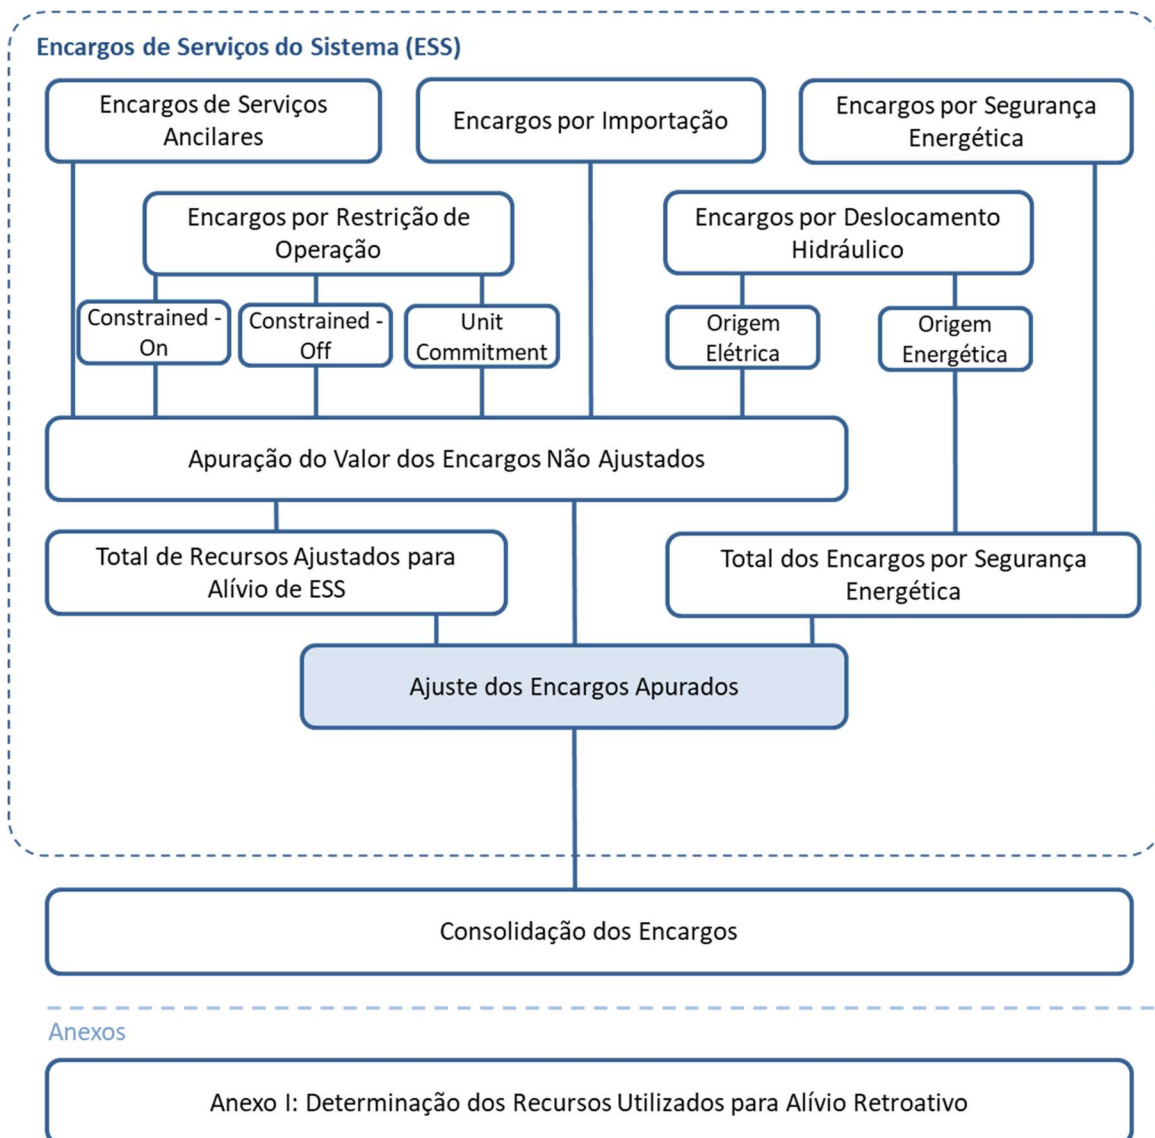 Encargos de Serviços do Sistema (ESS)
Encargos de Serviços
Ancilares
Encargos por Importação
Encargos por Segurança
Energética
Encargos por Restrição de
Operação
Encargos por Deslocamento
Hidráulico
Constrained -
On
Constrained -
Off
Unit
Commitment
Origem
Elétrica
Origem
Energética
Apuração do Valor dos Encargos Não Ajustados
Total de Recursos Ajustados para
Alívio de ESS
Total dos Encargos por Segurança
Energética
Ajuste dos Encargos Apurados
Consolidação dos Encargos
Anexos
Anexo I: Determinação dos Recursos Utilizados para Alívio Retroativo